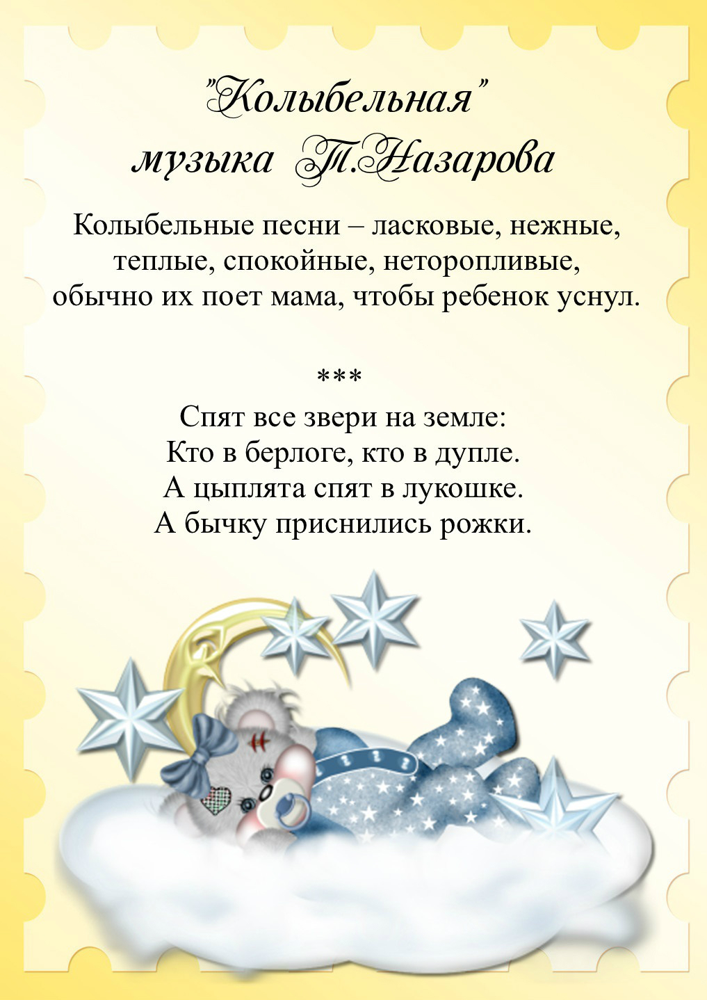 "Колыбельная"
музыка Т.Назарова
Колыбельные песни – ласковые, нежные,
теплые, спокойные, неторопливые,
обычно их поет мама, чтобы ребенок уснул.
***
Спят все звери на земле:
Кто в берлоге, кто в дупле.
А цыплята спят в лукошке.
А бычку приснились рожки.